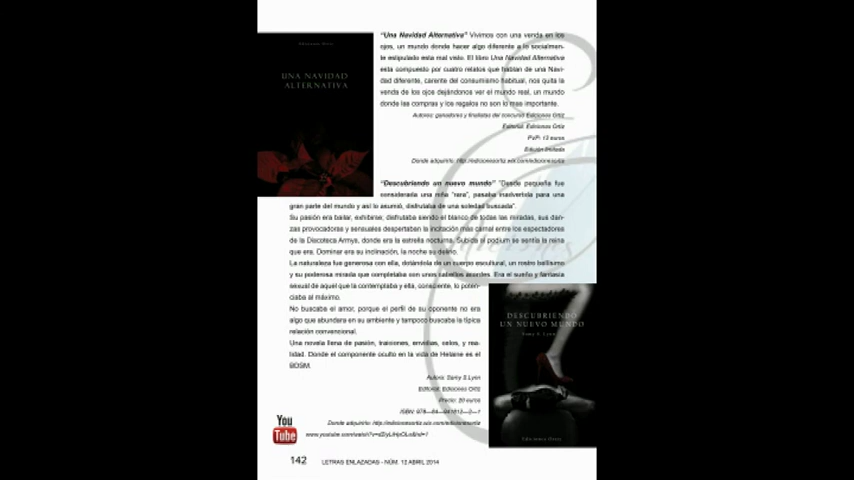 UNA NAVIDAD
ALTERNATIVA
"Una Navidad Alternativa" Vivimos con una venda en los
ojos, un mundo donde hacer algo diferente a lo socialmen-
te estipulado esta mal visto. El libro Una Navidad Alternativa
esta compuesto por cuatro relatos que hablan de una Navi-
dad diferente, carente del consumismo habitual, nos quita la
venda de los ojos dejándonos ver el mundo real, un mundo
donde las compras y los regalos no son lo mas importante.
Autores: ganadores y finalistas del concurso Ediciones Ortiz
Editorial: Ediciones Ortiz
PVP: 13 euros
Edición limitada
Donde adquirirlo:
"Descubriendo un nuevo mundo" "Desde pequeña fue
considerada una niña "rara", pasaba inadvertida para una
gran parte del mundo y así lo asumió, disfrutaba de una soledad buscada".
Su pasión era bailar, exhibirse; disfrutaba siendo el blanco de todas las miradas, sus dan-
zas provocadoras y sensuales despertaban la incitación más carnal entre los espectadores
de la Discoteca Armys, donde era la estrella nocturna. Subida al podium se sentía la reina
que era. Dominar era su inclinación, la noche su delirio.
La naturaleza fue generosa con ella, dotándola de un cuerpo escultural, un rostro bellísimo
y su poderosa mirada que completaba con unos cabellos acordes. Era el sueño y fantasía
sexual de aquel que la contemplaba y ella, consciente, lo poten-
ciaba al máximo.
No buscaba el amor, porque el perfil de su oponente no era
algo que abundara en su ambiente y tampoco buscaba la típica
relación convencional.
Una novela llena de pasión, traiciones, envidias, celos, y rea-
lidad. Donde el componente oculto en la vida de Helaine es el
BDSM.
Autora: Samy S Lynn
Editorial: Ediciones Ortiz
Precio: 20 euros
Donde adquirirlo:
DESCUBRIENDO
UN NUEVO MUNDO
Samy S. Lynn
Ediciones Ortiz
You
Tube
142 LETRAS ENLAZADAS - NÚM. 12 ABRIL 2014